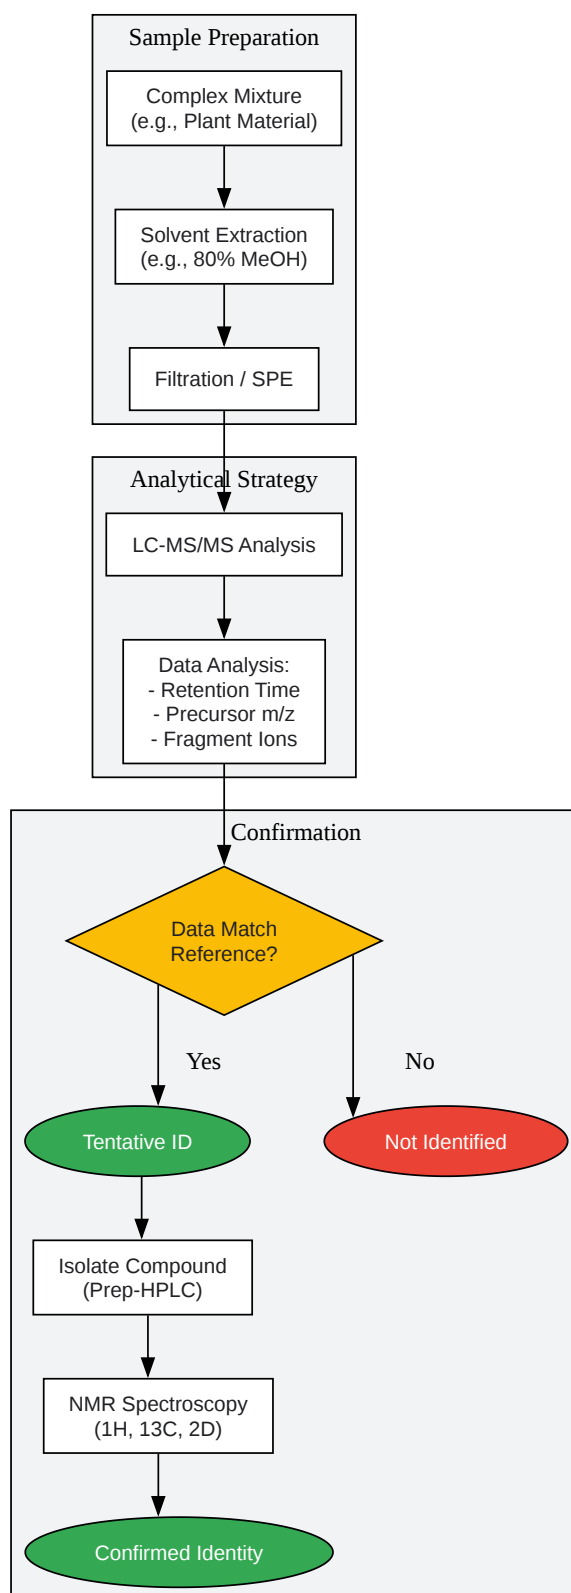 Sample Preparation
Complex Mixture
(e.g., Plant Material)
Solvent Extraction
(e.g., 80% MeOH)
Filtration / SPE
Analytical Strategy
LC-MS/MS Analysis
Data Analysis:
- Retention Time
- Precursor m/z
- Fragment Ions
Confirmation
Data Match
Reference?
Yes
No
Tentative ID
Not Identified
Isolate Compound
(Prep-HPLC)
NMR Spectroscopy
(1H, 13C, 2D)
Confirmed Identity